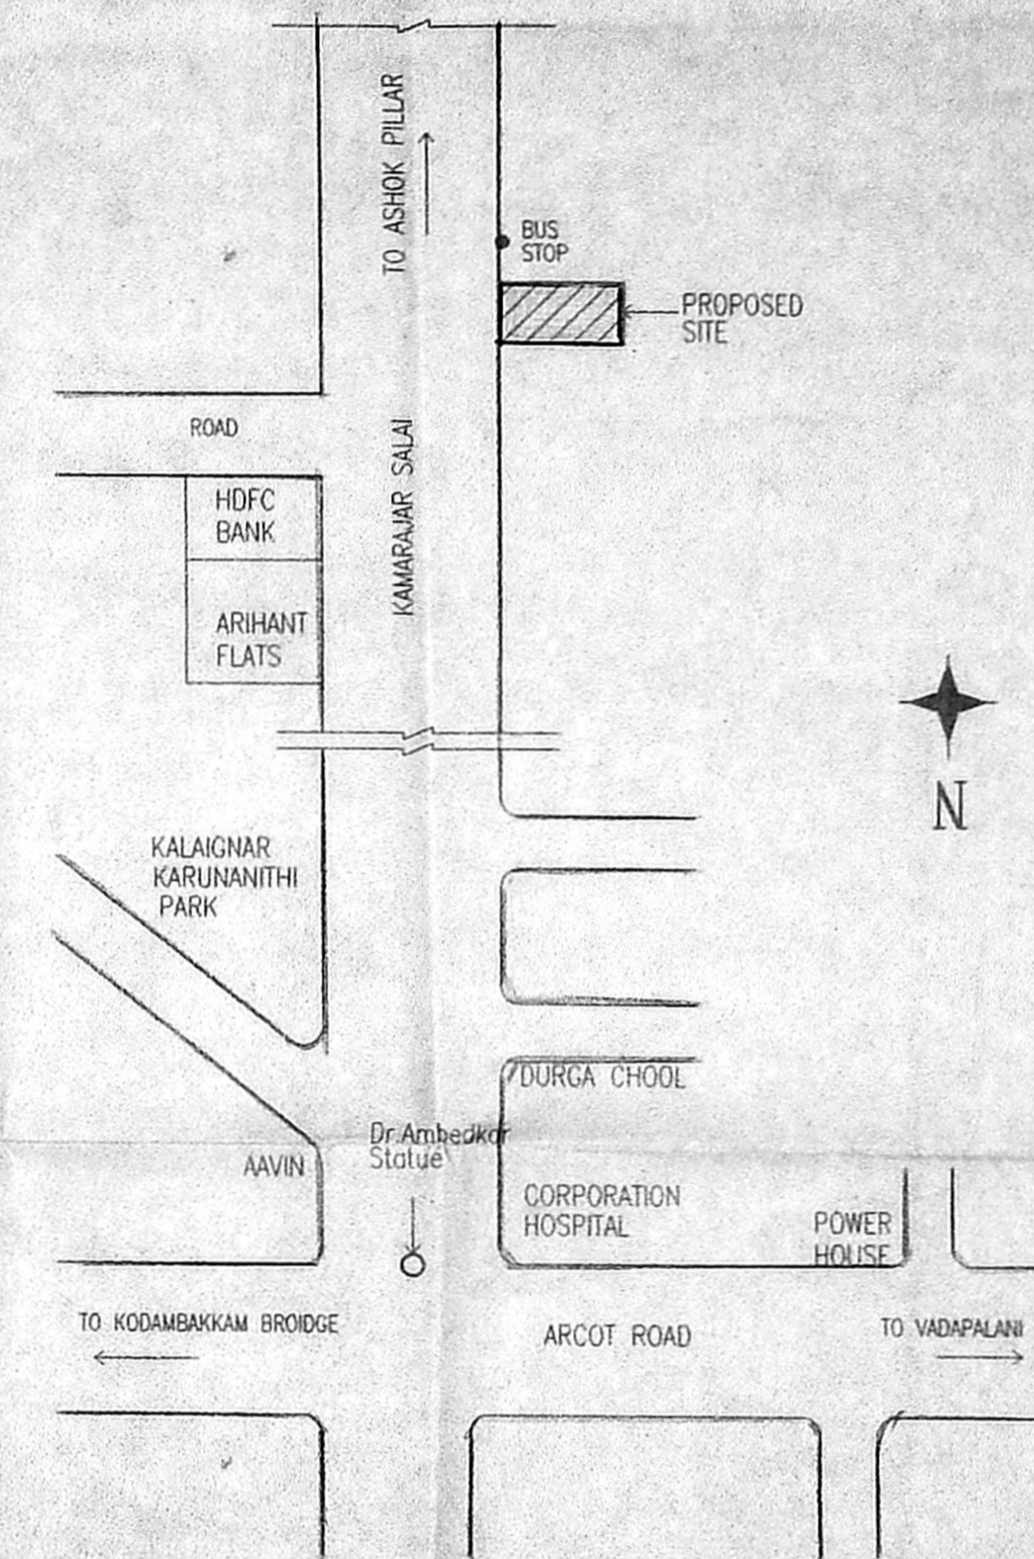 TO ASHOK PILLAR
BUS
STOP
PROPOSED
SITE
ROAD
KAMARAJAR SALAI
HDFC
BANK
ARIHANT
FLATS
N
KALAIGNAR
KARUNANITHI
PARK
DURGA CHOOL
Dr.Ambedkar
Statue
AAVIN
CORPORATION
HOSPITAL
POWER
HOUSE
TO KODAMBAKKAM BROIDGE
ARCOT ROAD
TO VADAPALANI